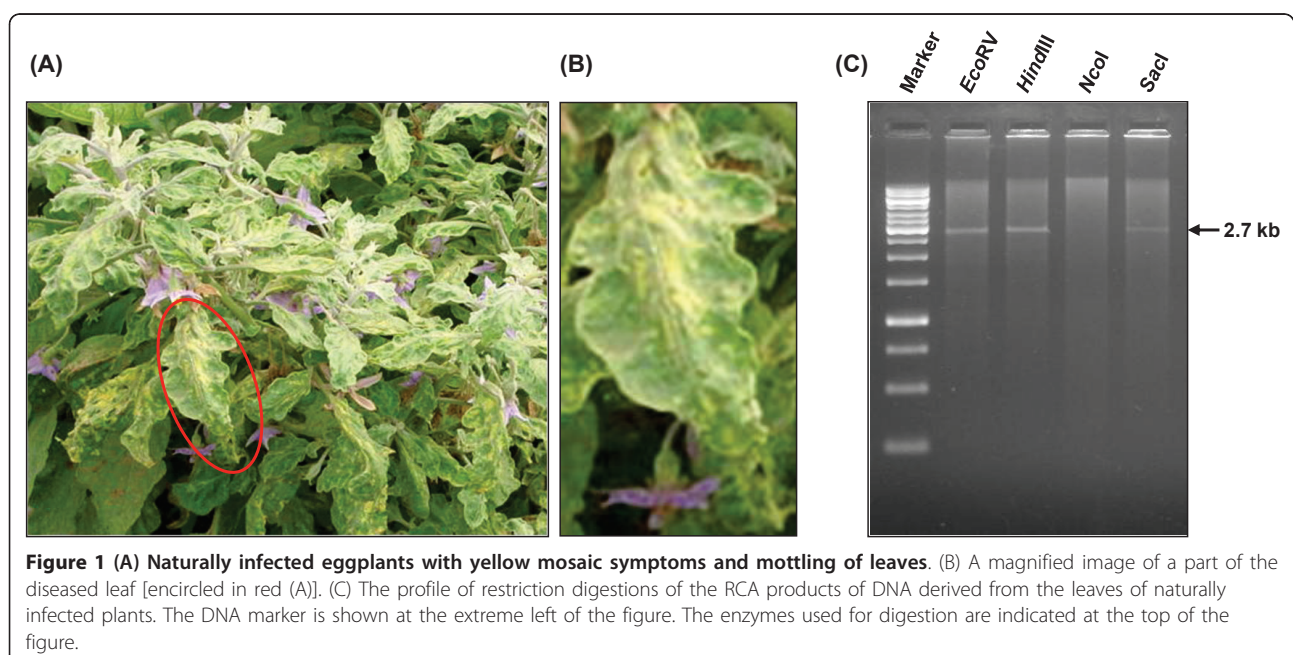 (A)
(B)
(C)
Marker
EcoRV
HindIII
NcoI
SacI
2.7 kb
Figure 1 (A) Naturally infected eggplants with yellow mosaic symptoms and mottling of leaves. (B) A magnified image of a part of the
diseased leaf [encircled in red (A)]. (C) The profile of restriction digestions of the RCA products of DNA derived from the leaves of naturally
infected plants. The DNA marker is shown at the extreme left of the figure. The enzymes used for digestion are indicated at the top of the
figure.